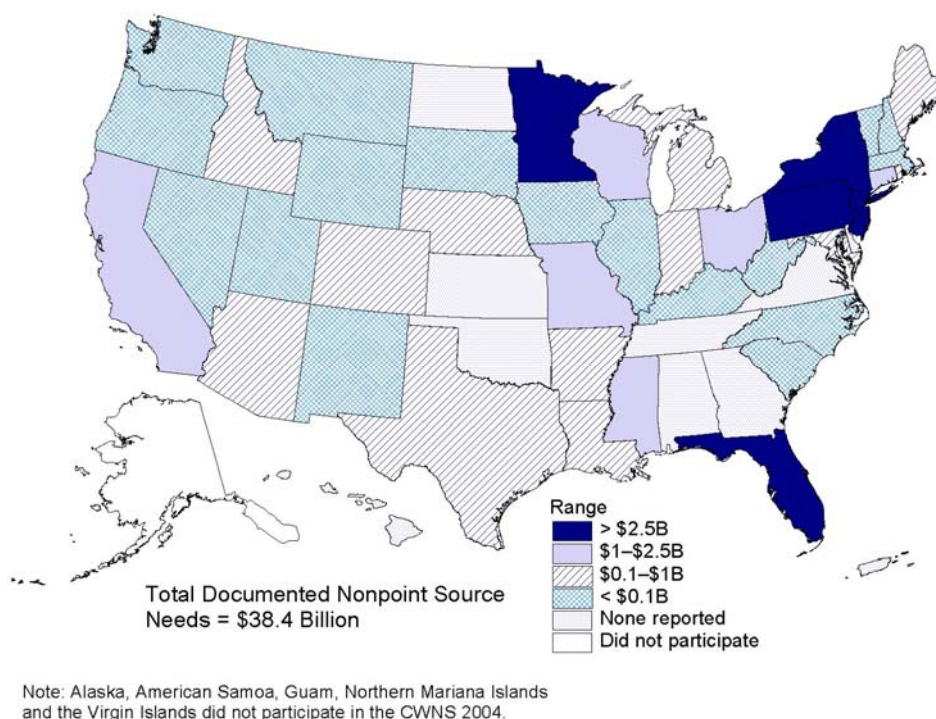 Range
> $2.5B
$1–$2.5B
$0.1–$1B
< $0.1B
None reported
Did not participate
Total Documented Nonpoint Source
Needs = $38.4 Billion
Note: Alaska, American Samoa, Guam, Northern Mariana Islands
and the Virgin Islands did not participate in the CWNS 2004.